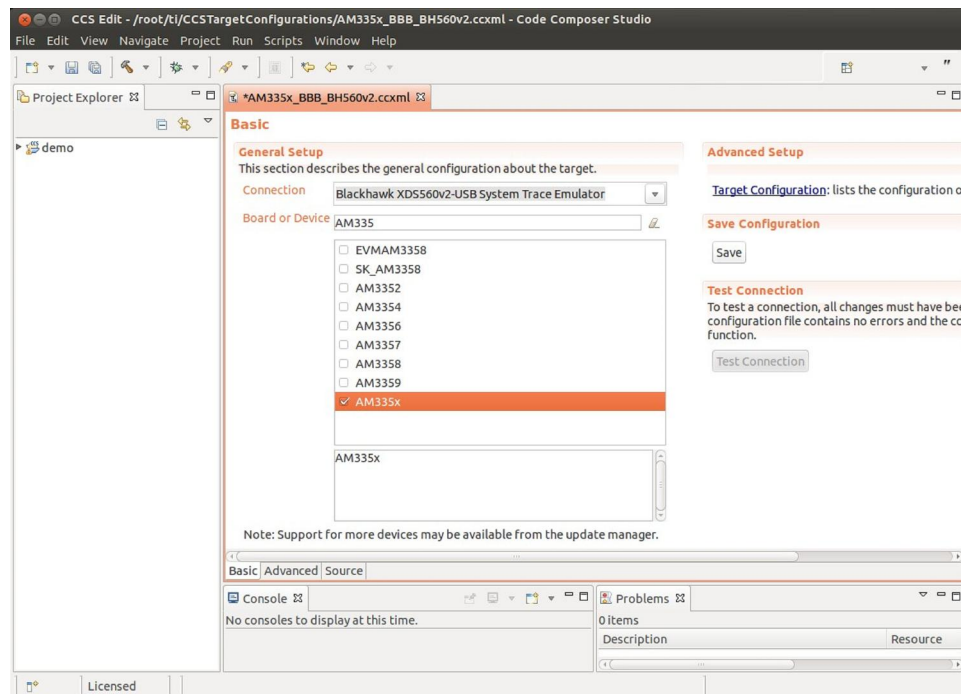 CCS Edit - /root/ti/CCSTargetConfigurations/AM335x_BBB_BH560v2.ccxml - Code Composer Studio
File Edit View Navigate Project Run Scripts Window Help
Project Explorer
demo
*AM335x_BBB_BH560v2.ccxml
Basic
General Setup
This section describes the general configuration about the target.
Connection
Blackhawk XDS560v2-USB System Trace Emulator
Board or Device
AM335
EVMAM3358
SK_AM3358
AM3352
AM3354
AM3356
AM3357
AM3358
AM3359
AM335x
AM335x
Note: Support for more devices may be available from the update manager.
Advanced Setup
Target Configuration: lists the configuration o
Save Configuration
Save
Test Connection
To test a connection, all changes must have bee
configuration file contains no errors and the co
function.
Test Connection
Basic Advanced Source
Console
No consoles to display at this time.
Problems
0 items
Description Resource
Licensed